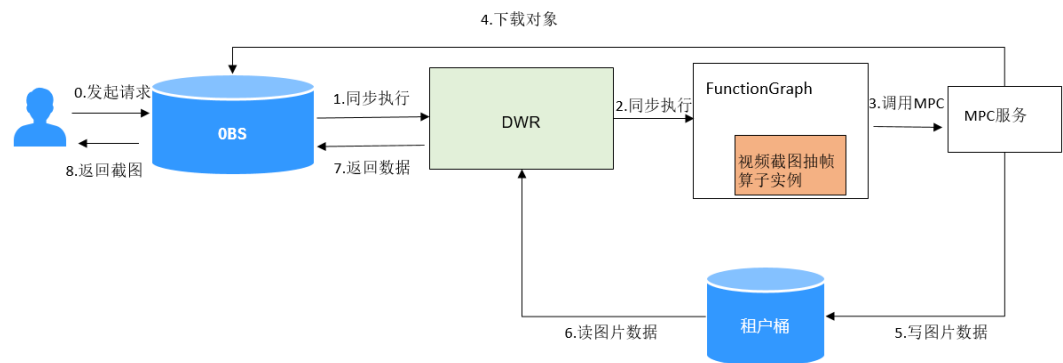 4.下载对象
0.发起请求
1.同步执行
OBS
7.返回数据
8.返回截图
DWR
2.同步执行
FunctionGraph
视频截图抽帧
算子实例
3.调用MPC
MPC服务
6.读图片数据
租户桶
5.写图片数据